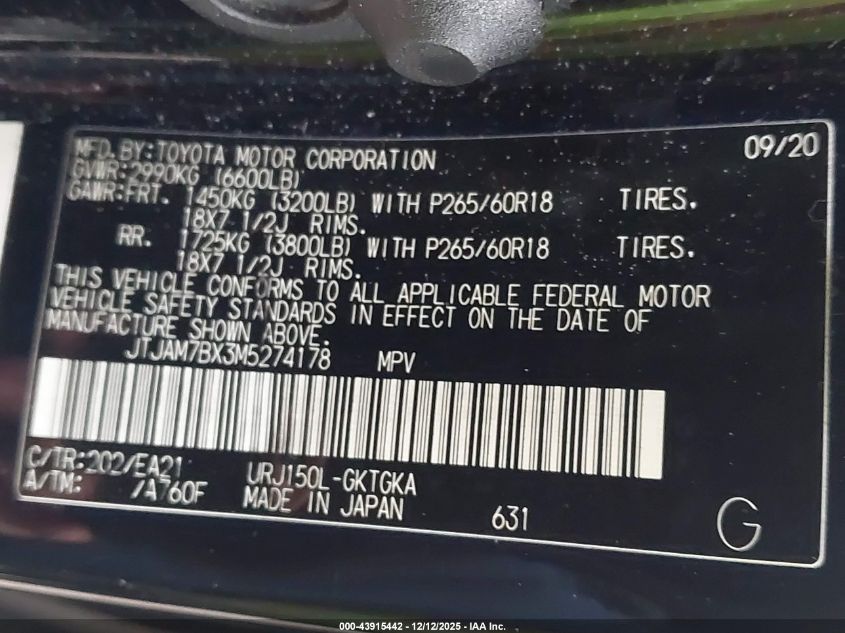 09/20
MFD.BY:TOYOTA MOTOR CORPORATION
GVWR:2990KG (6600LB)
GAWR:FRT. 1450KG (3200LB) WITH P265/60R18 TIRES.
18X7 1/2J RIMS.
RR. 1725KG (3800LB) WITH P265/60R18 TIRES.
18X7 1/2J RIMS.
THIS VEHICLE CONFORMS TO ALL APPLICABLE FEDERAL MOTOR
VEHICLE SAFETY STANDARDS IN EFFECT ON THE DATE OF
MANUFACTURE SHOWN ABOVE.
JTJAM7BX3M5274178 MPV
C/TR:202/EA21 URJ150L-GKTGKA
A/TM: /A760F MADE IN JAPAN 631
G
000-43915442 - 12/12/2025 - IAA Inc.